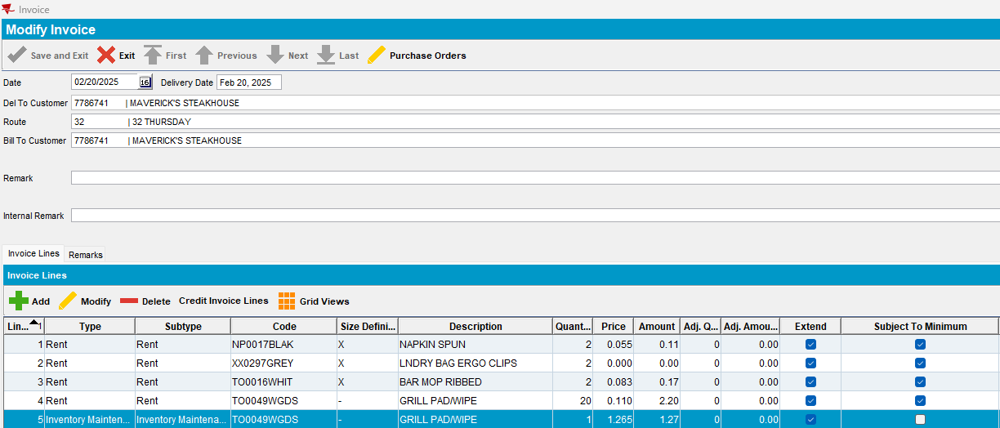 Invoice
Modify Invoice
Save and Exit Exit First Previous Next Last Purchase Orders
Date 02/20/2025 16 Delivery Date Feb 20, 2025
Del To Customer 7786741 | MAVERICK'S STEAKHOUSE
Route 32 | 32 THURSDAY
Bill To Customer 7786741 | MAVERICK'S STEAKHOUSE
Remark
Internal Remark
Invoice Lines Remarks
Invoice Lines
Add Modify Delete Credit Invoice Lines Grid Views
Lin... 1 Type Subtype Code Size Defini... Description Quant... Price Amount Adj. Q... Adj. Amou... Extend Subject To Minimum
1 Rent Rent NP0017BLAK X NAPKIN SPUN 2 0.055 0.11 0 0.00
2 Rent Rent XX0297GREY X LNDRY BAG ERGO CLIPS 2 0.000 0.00 0 0.00
3 Rent Rent TO0016WHIT X BAR MOP RIBBED 2 0.083 0.17 0 0.00
4 Rent Rent TO0049WGDS - GRILL PAD/WIPE 20 0.110 2.20 0 0.00
5 Inventory Mainten... Inventory Maintena... TO0049WGDS - GRILL PAD/WIPE 1 1.265 1.27 0 0.00